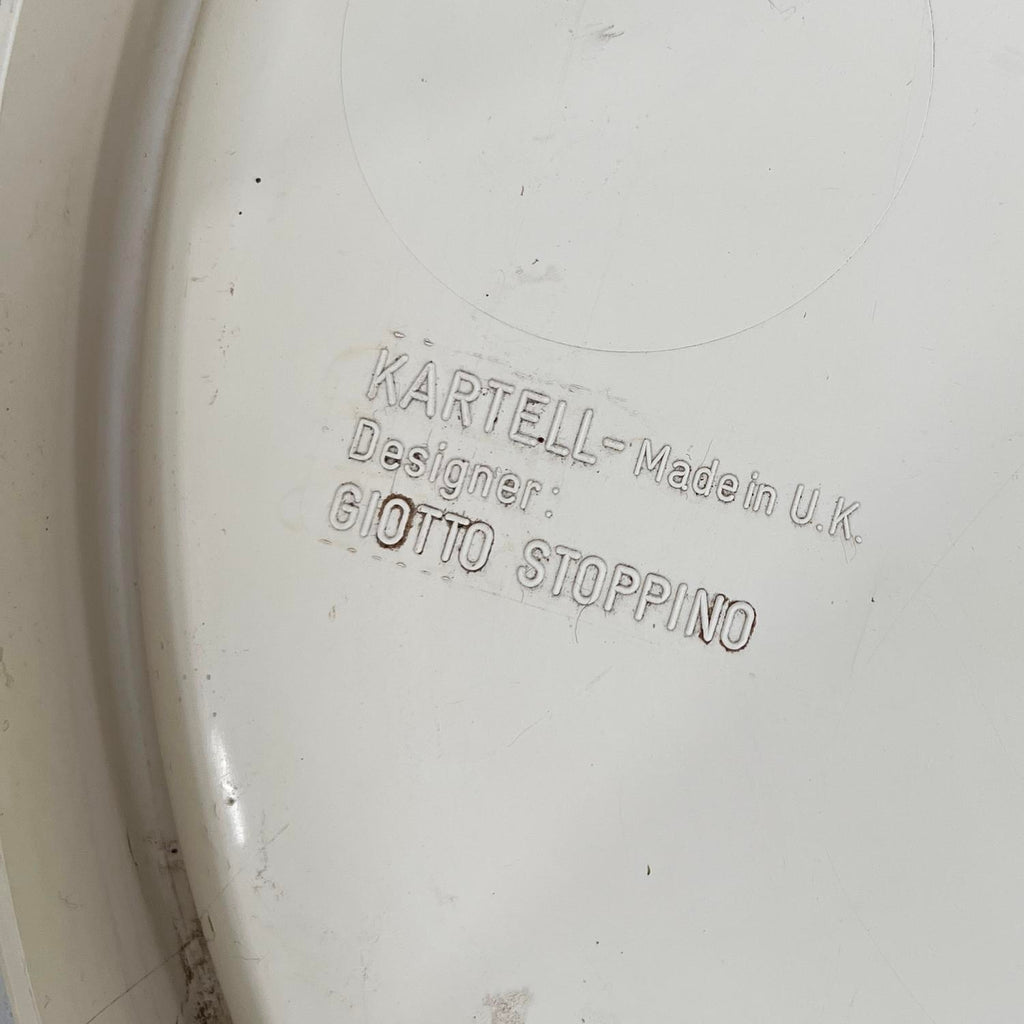 KARTELL-Made in U.K.
Designer:
GIOTTO STOPPINO